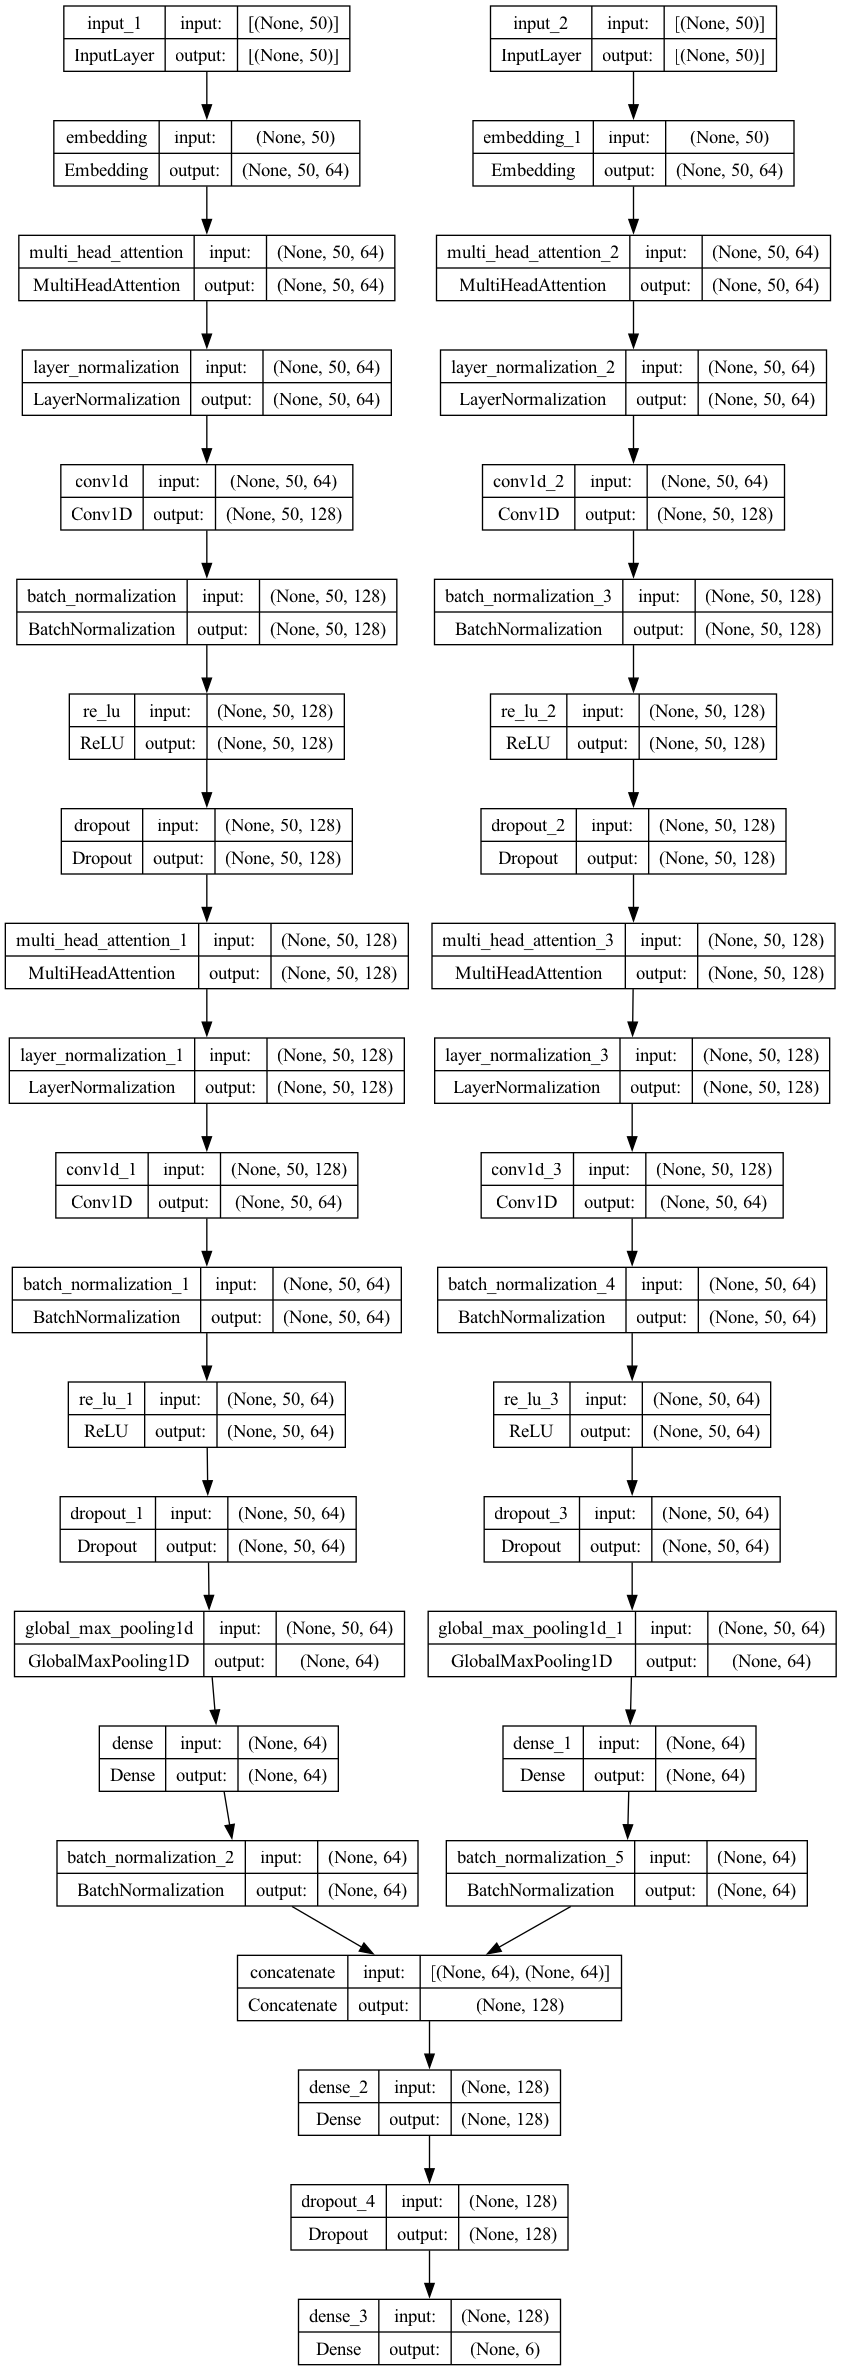 input_1 input: [(None, 50)]
InputLayer output: [(None, 50)]
input_2 input: [(None, 50)]
InputLayer output: [(None, 50)]
embedding input: (None, 50)
Embedding output: (None, 50, 64)
embedding_1 input: (None, 50)
Embedding output: (None, 50, 64)
multi_head_attention input: (None, 50, 64)
MultiHeadAttention output: (None, 50, 64)
multi_head_attention_2 input: (None, 50, 64)
MultiHeadAttention output: (None, 50, 64)
layer_normalization input: (None, 50, 64)
LayerNormalization output: (None, 50, 64)
layer_normalization_2 input: (None, 50, 64)
LayerNormalization output: (None, 50, 64)
conv1d input: (None, 50, 64)
Conv1D output: (None, 50, 128)
conv1d_2 input: (None, 50, 64)
Conv1D output: (None, 50, 128)
batch_normalization input: (None, 50, 128)
BatchNormalization output: (None, 50, 128)
batch_normalization_3 input: (None, 50, 128)
BatchNormalization output: (None, 50, 128)
re_lu input: (None, 50, 128)
ReLU output: (None, 50, 128)
re_lu_2 input: (None, 50, 128)
ReLU output: (None, 50, 128)
dropout input: (None, 50, 128)
Dropout output: (None, 50, 128)
dropout_2 input: (None, 50, 128)
Dropout output: (None, 50, 128)
multi_head_attention_1 input: (None, 50, 128)
MultiHeadAttention output: (None, 50, 128)
multi_head_attention_3 input: (None, 50, 128)
MultiHeadAttention output: (None, 50, 128)
layer_normalization_1 input: (None, 50, 128)
LayerNormalization output: (None, 50, 128)
layer_normalization_3 input: (None, 50, 128)
LayerNormalization output: (None, 50, 128)
conv1d_1 input: (None, 50, 128)
Conv1D output: (None, 50, 64)
conv1d_3 input: (None, 50, 128)
Conv1D output: (None, 50, 64)
batch_normalization_1 input: (None, 50, 64)
BatchNormalization output: (None, 50, 64)
batch_normalization_4 input: (None, 50, 64)
BatchNormalization output: (None, 50, 64)
re_lu_1 input: (None, 50, 64)
ReLU output: (None, 50, 64)
re_lu_3 input: (None, 50, 64)
ReLU output: (None, 50, 64)
dropout_1 input: (None, 50, 64)
Dropout output: (None, 50, 64)
dropout_3 input: (None, 50, 64)
Dropout output: (None, 50, 64)
global_max_pooling1d input: (None, 50, 64)
GlobalMaxPooling1D output: (None, 64)
global_max_pooling1d_1 input: (None, 50, 64)
GlobalMaxPooling1D output: (None, 64)
dense input: (None, 64)
Dense output: (None, 64)
dense_1 input: (None, 64)
Dense output: (None, 64)
batch_normalization_2 input: (None, 64)
BatchNormalization output: (None, 64)
batch_normalization_5 input: (None, 64)
BatchNormalization output: (None, 64)
concatenate input: [(None, 64), (None, 64)]
Concatenate output: (None, 128)
dense_2 input: (None, 128)
Dense output: (None, 128)
dropout_4 input: (None, 128)
Dropout output: (None, 128)
dense_3 input: (None, 128)
Dense output: (None, 6)